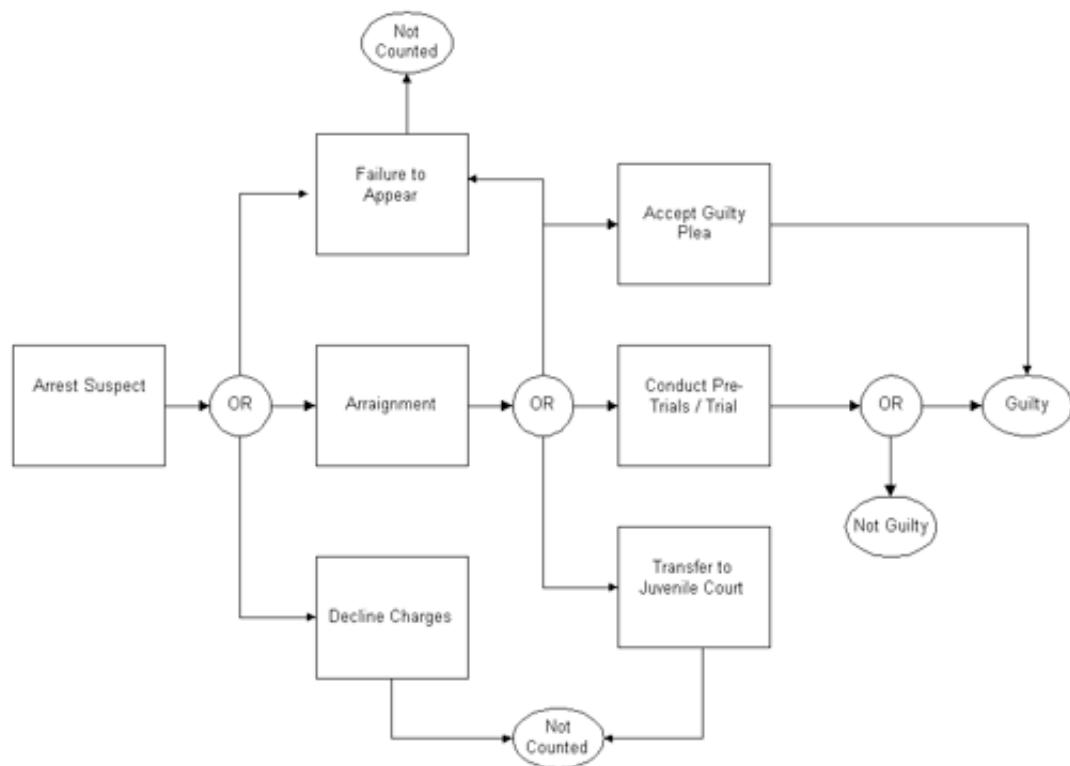 Not
Counted
Failure to
Appear
Accept Guilty
Plea
Arrest Suspect
OR
Arraignment
OR
Conduct Pre-
Trials / Trial
OR
Guilty
Not Guilty
Decline Charges
Transfer to
Juvenile Court
Not
Counted